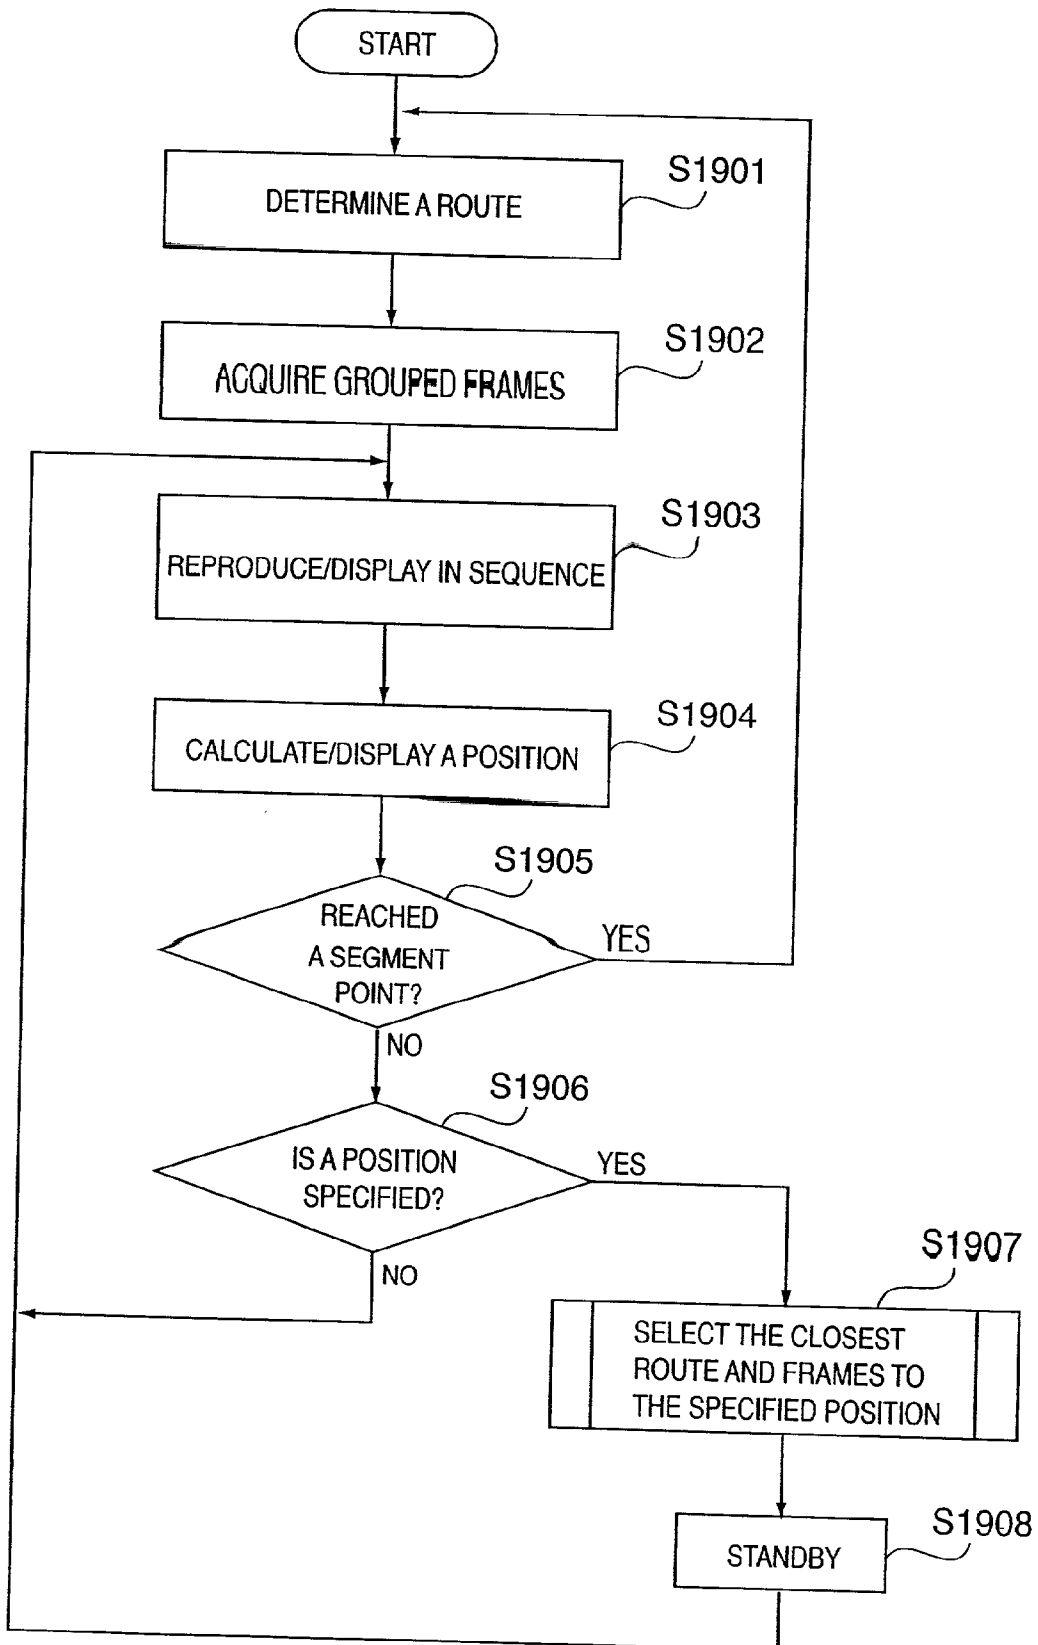 START
S1901
DETERMINE A ROUTE
S1902
ACQUIRE GROUPED FRAMES
S1903
REPRODUCE/DISPLAY IN SEQUENCE
S1904
CALCULATE/DISPLAY A POSITION
S1905
REACHED
A SEGMENT
POINT?
YES
NO
S1906
IS A POSITION
SPECIFIED?
YES
NO
S1907
SELECT THE CLOSEST
ROUTE AND FRAMES TO
THE SPECIFIED POSITION
S1908
STANDBY